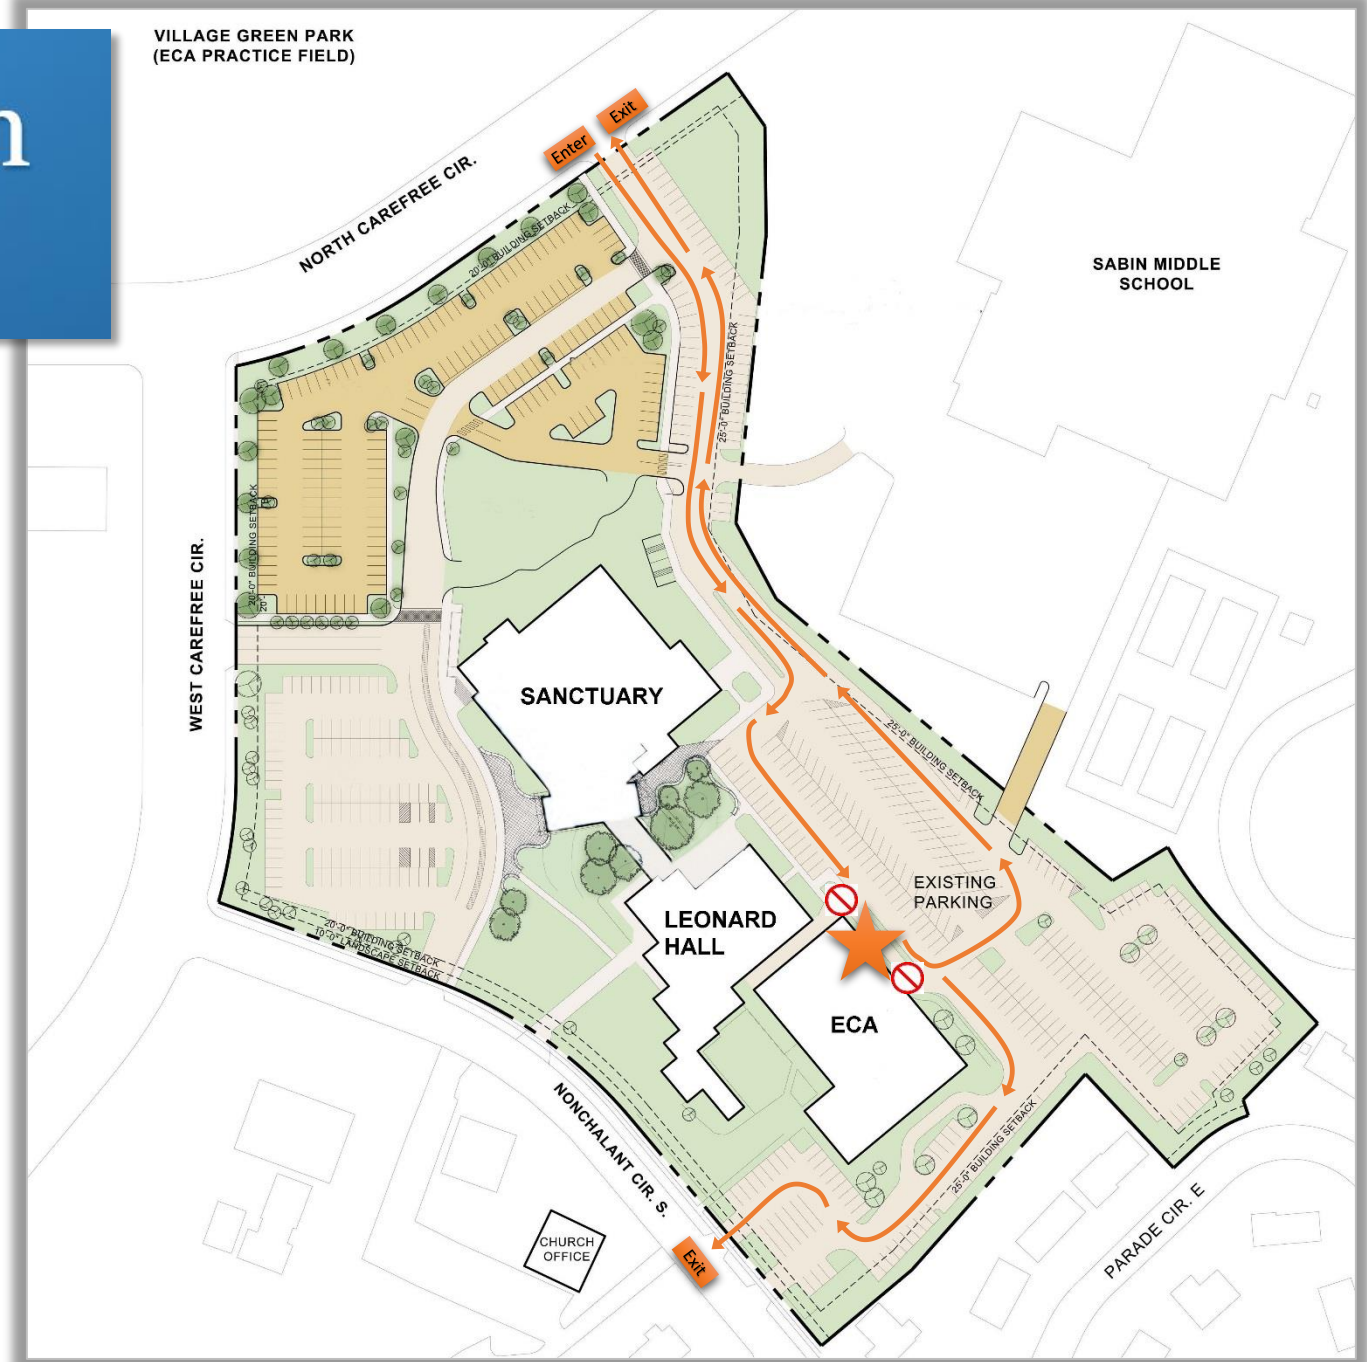 VILLAGE GREEN PARK
(ECA PRACTICE FIELD)
n
Exit
Enter
NORTH CAREFREE CIR.
20'-0" BUILDING SETBACK
SABIN MIDDLE
SCHOOL
25'-0" BUILDING SETBACK
20'-0" BUILDING SETBACK
20'
WEST CAREFREE CIR.
SANCTUARY
25'-0" BUILDING SETBACK
EXISTING
PARKING
LEONARD
HALL
20'-0" BUILDING SETBACK
10'-0" LANDSCAPE SETBACK
ECA
NONCHALANT CIR. S.
25'-0" BUILDING SETBACK
PARADE CIR. E
CHURCH
OFFICE
Exit